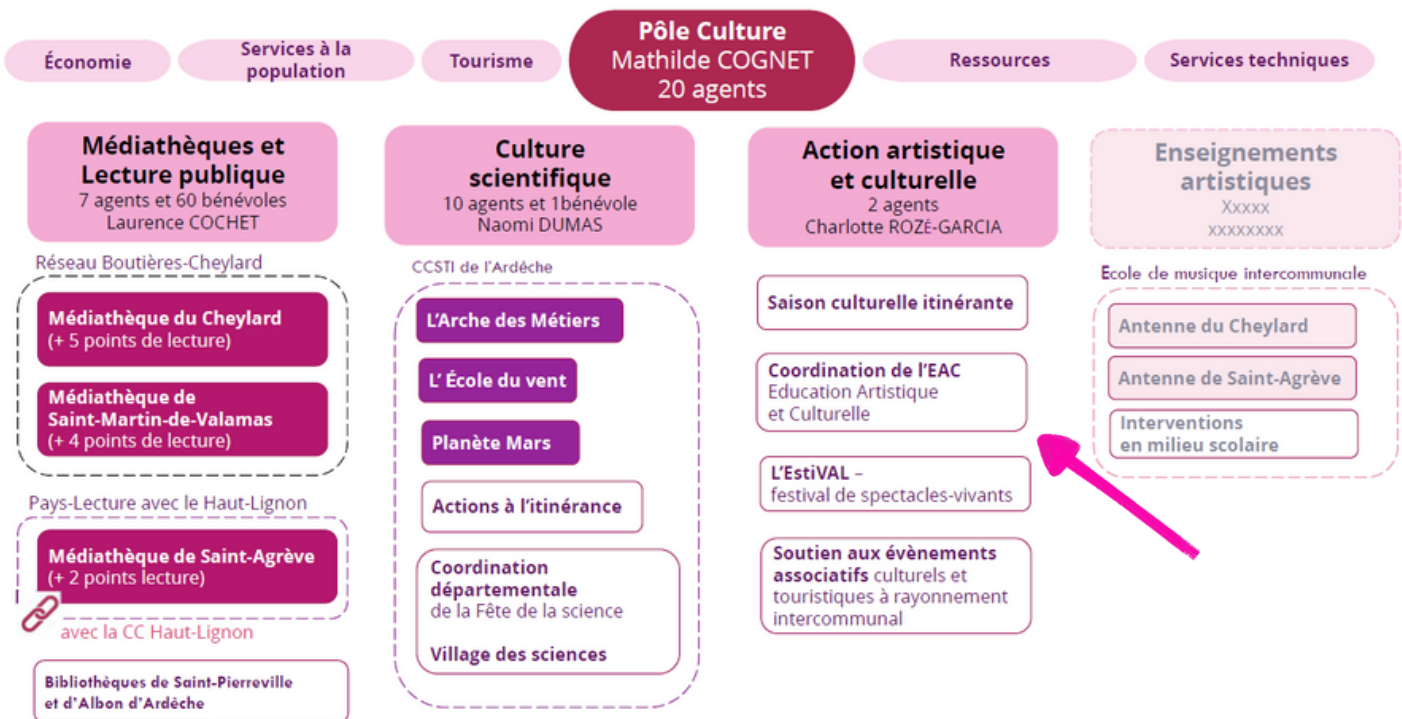 Pôle Culture
Mathilde COGNET
20 agents
Économie
Services à la
population
Tourisme
Ressources
Services techniques
Médiathèques et
Lecture publique
7 agents et 60 bénévoles
Laurence COCHET
Réseau Boutières-Cheylard
Médiathèque du Cheylard
(+ 5 points de lecture)
Médiathèque de
Saint-Martin-de-Valamas
(+ 4 points de lecture)
Pays-Lecture avec le Haut-Lignon
Médiathèque de Saint-Agrève
(+ 2 points lecture)
avec la CC Haut-Lignon
Bibliothèques de Saint-Pierreville
et d'Albon d'Ardèche
Culture
scientifique
10 agents et 1bénévole
Naomi DUMAS
CCSTI de l'Ardèche
L'Arche des Métiers
L' École du vent
Planète Mars
Actions à l'itinérance
Coordination
départementale
de la Fête de la science
Village des sciences
Action artistique
et culturelle
2 agents
Charlotte ROZÉ-GARCIA
Saison culturelle itinérante
Coordination de l'EAC
Education Artistique
et Culturelle
L'EstiVAL –
festival de spectacles-vivants
Soutien aux évènements
associatifs culturels et
touristiques à rayonnement
intercommunal
Enseignements
artistiques
Xxxxx
xxxxxxxx
Ecole de musique intercommunale
Antenne du Cheylard
Antenne de Saint-Agrève
Interventions
en milieu scolaire